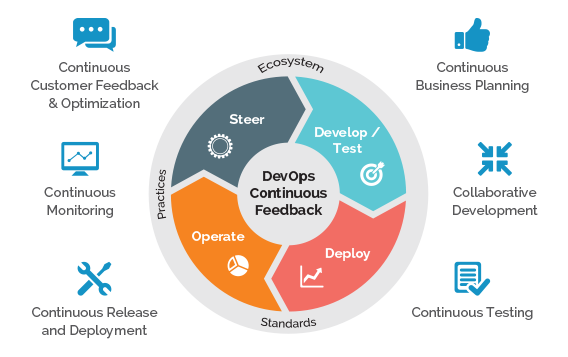 Continuous
Customer Feedback
& Optimization
Continuous
Monitoring
Continuous Release
and Deployment
Ecosystem
Practices
Standards
Steer
Develop /
Test
DevOps
Continuous
Feedback
Operate
Deploy
Continuous
Business Planning
Collaborative
Development
Continuous Testing